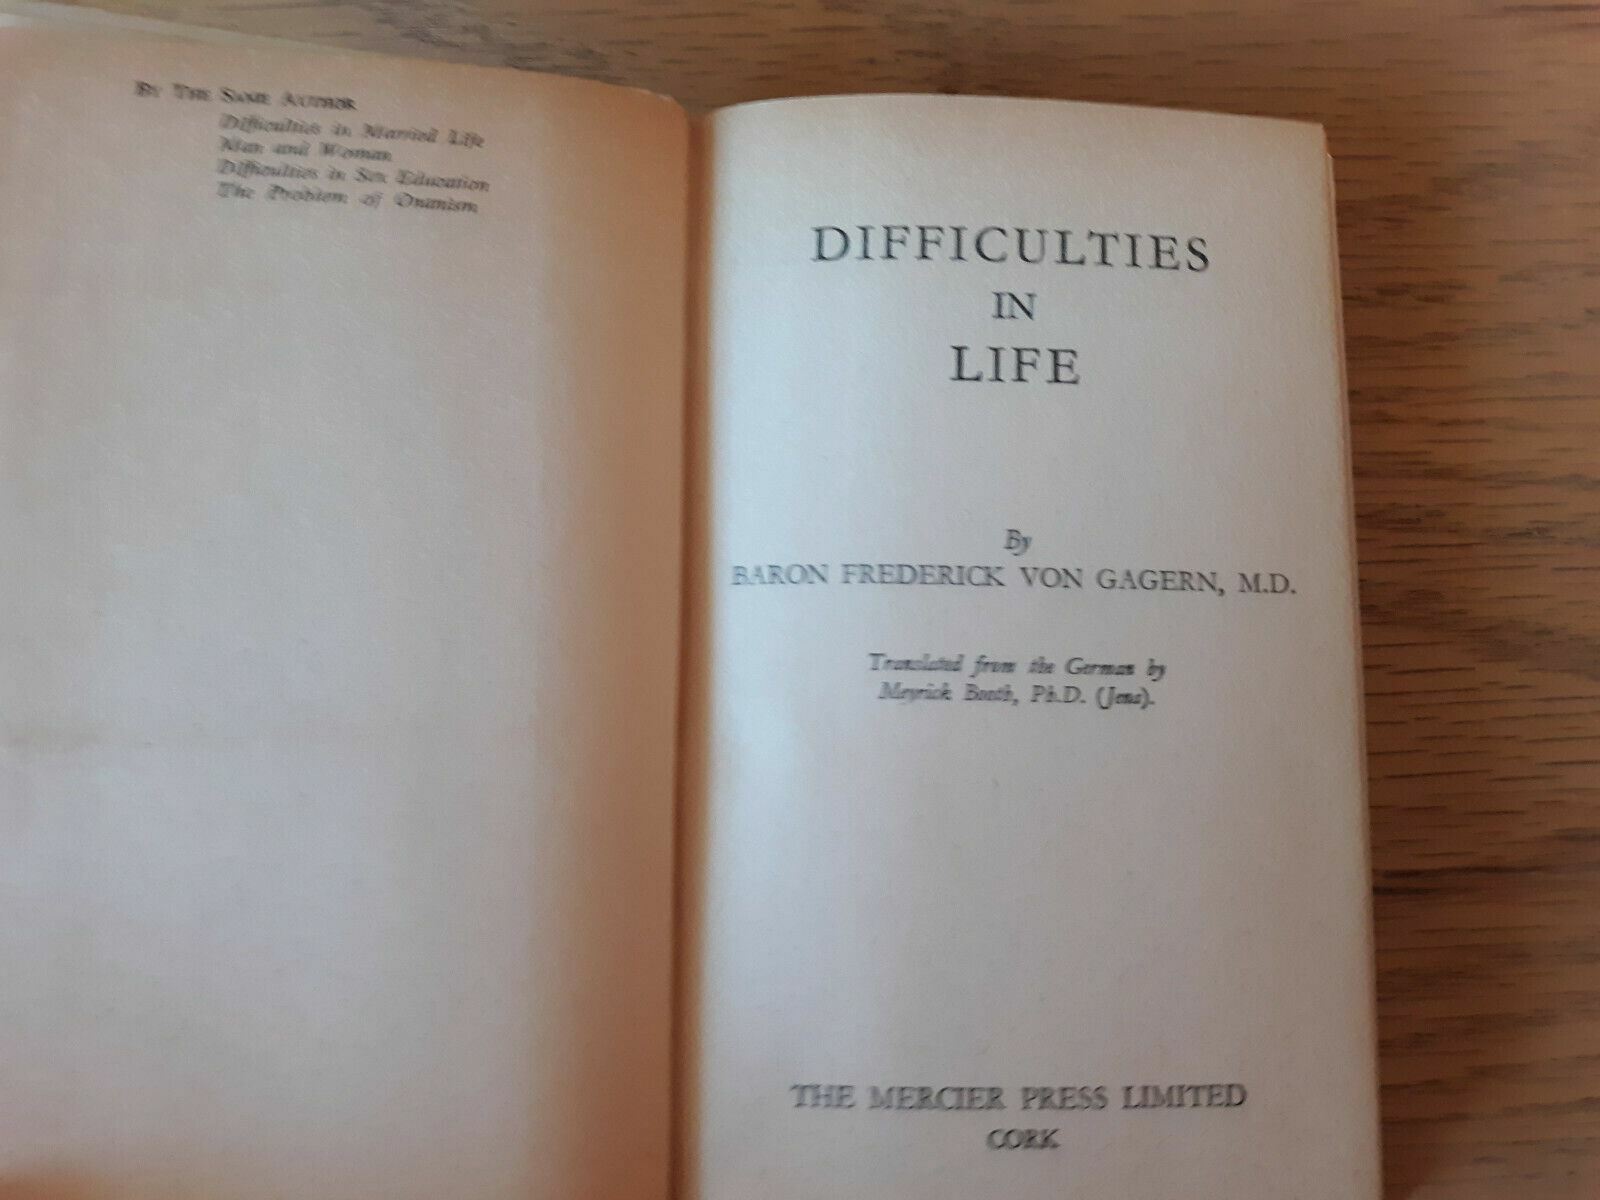 BY THE SAME AUTHOR
Difficulties in Married Life
Man and Woman
Difficulties in Sex Education
The Problem of Onanism
DIFFICULTIES
IN
LIFE
By
BARON FREDERICK VON GAGERN, M.D.
Translated from the German by
Meyrick Booth, Ph.D. (Jena).
THE MERCIER PRESS LIMITED
CORK